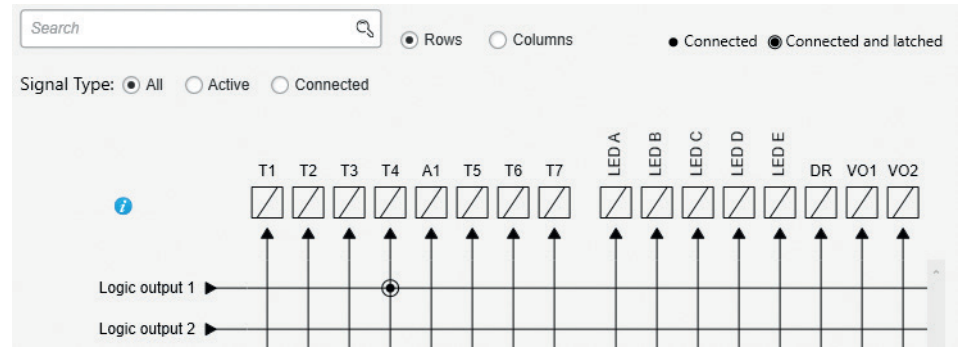 Search
Rows Columns Connected Connected and latched
Signal Type: All Active Connected
T1 T2 T3 T4 A1 T5 T6 T7 LED A LED B LED C LED D LED E DR VO1 VO2
i
Logic output 1
Logic output 2